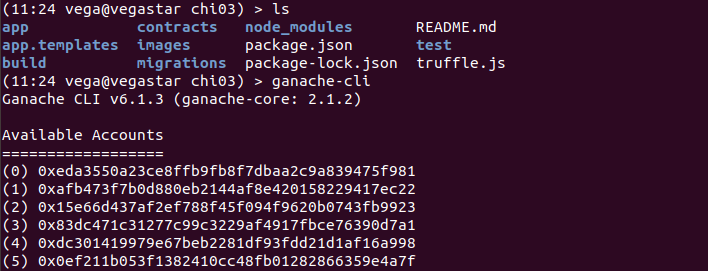 (11:24 vega@vegastar chi03) > ls
app contracts node_modules README.md
app.templates images package.json test
build migrations package-lock.json truffle.js
(11:24 vega@vegastar chi03) > ganache-cli
Ganache CLI v6.1.3 (ganache-core: 2.1.2)
Available Accounts
==================
(0) 0xeda3550a23ce8ffb9fb8f7dbaa2c9a839475f981
(1) 0xafb473f7b0d880eb2144af8e420158229417ec22
(2) 0x15e66d437af2ef788f45f094f9620b0743fb9923
(3) 0x83dc471c31277c99c3229af4917fbce76390d7a1
(4) 0xdc301419979e67beb2281df93fdd21d1af16a998
(5) 0x0ef211b053f1382410cc48fb01282866359e4a7f